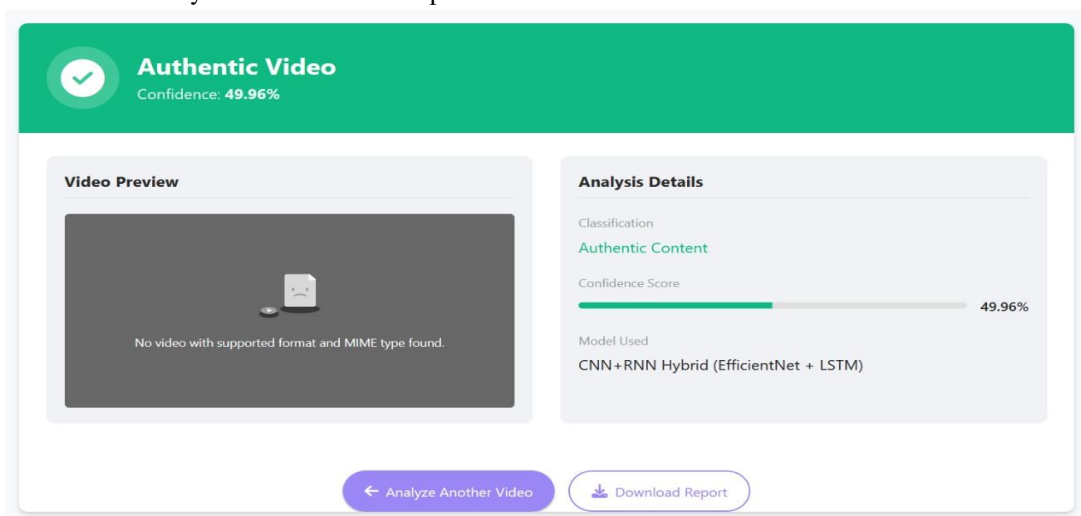 Authentic Video
Confidence: 49.96%
Video Preview
No video with supported format and MIME type found.
Analysis Details
Classification
Authentic Content
Confidence Score
49.96%
Model Used
CNN+RNN Hybrid (EfficientNet + LSTM)
← Analyze Another Video
Download Report